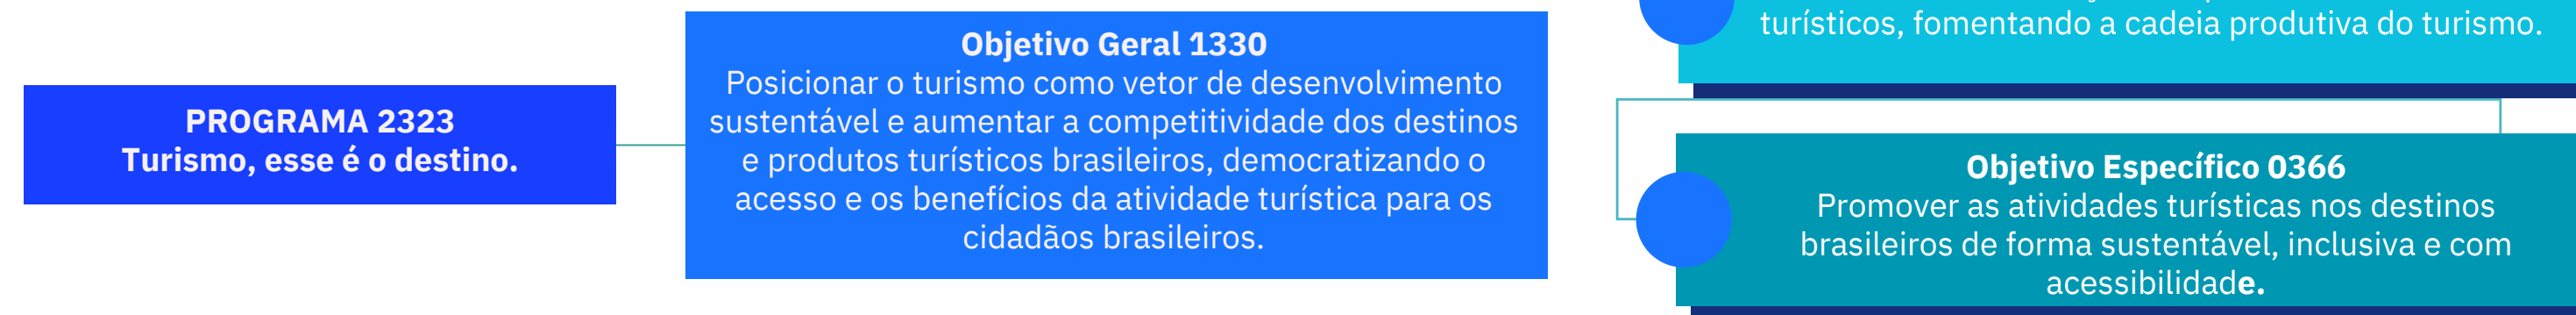 PROGRAMA 2323
Turismo, esse é o destino.
Objetivo Geral 1330
Posicionar o turismo como vetor de desenvolvimento
sustentável e aumentar a competitividade dos destinos
e produtos turísticos brasileiros, democratizando o
acesso e os benefícios da atividade turística para os
cidadãos brasileiros.
turísticos, fomentando a cadeia produtiva do turismo.
Objetivo Específico 0366
Promover as atividades turísticas nos destinos
brasileiros de forma sustentável, inclusiva e com
acessibilidade.